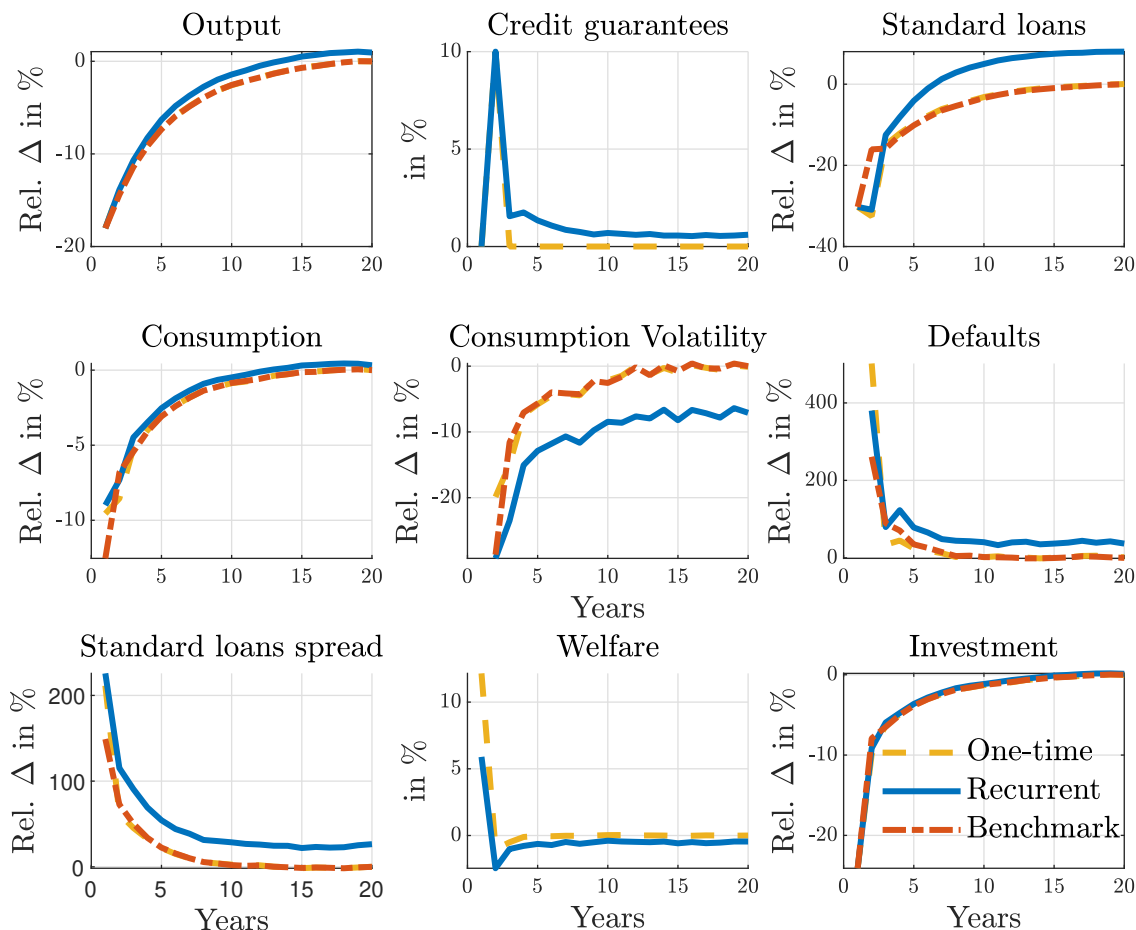 Output
Credit guarantees
Standard loans
Rel. Δ in %
0
-10
-20
0 5 10 15 20
in %
10
5
0
0 5 10 15 20
Rel. Δ in %
0
-20
-40
0 5 10 15 20
Consumption
Consumption Volatility
Defaults
Rel. Δ in %
0
-5
-10
0 5 10 15 20
Rel. Δ in %
0
-10
-20
0 5 10 15 20
Years
Rel. Δ in %
400
200
0
0 5 10 15 20
Standard loans spread
Welfare
Investment
Rel. Δ in %
200
100
0
0 5 10 15 20
Years
in %
10
5
0
0 5 10 15 20
Rel. Δ in %
0
-10
-20
0 5 10 15 20
One-time
Recurrent
Benchmark
Years